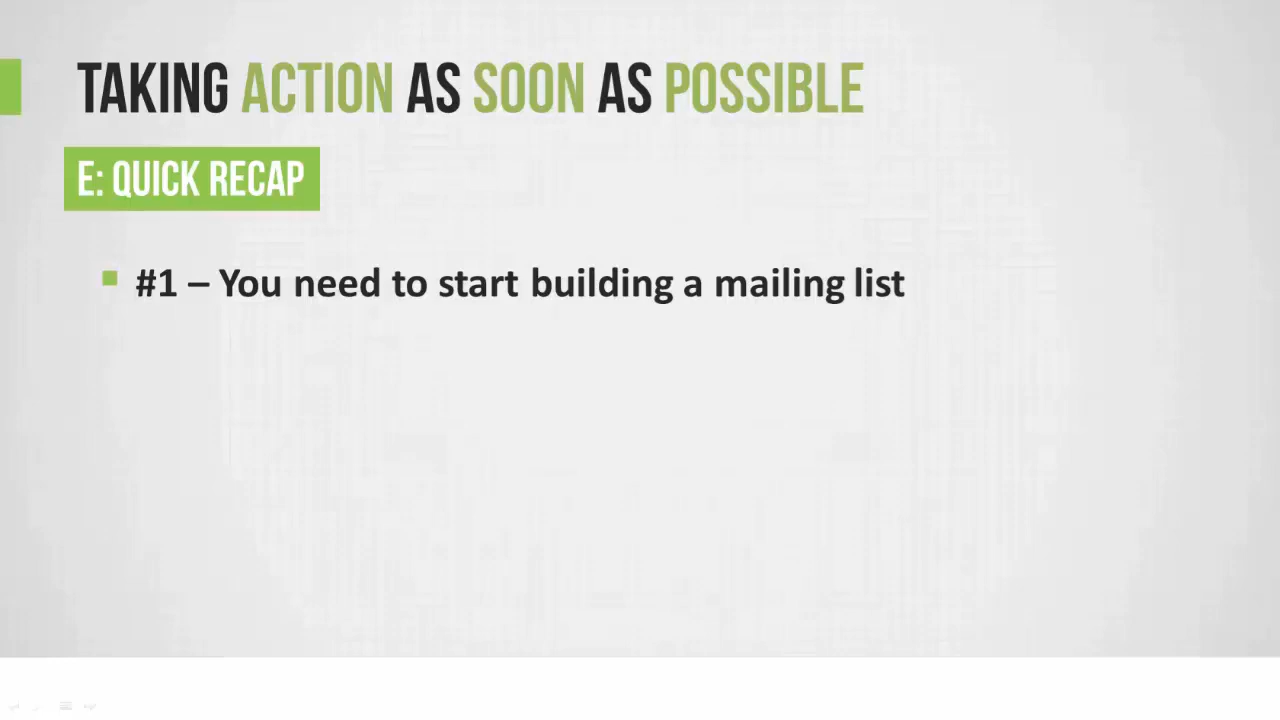 TAKING ACTION AS SOON AS POSSIBLE
E: QUICK RECAP
#1 – You need to start building a mailing list